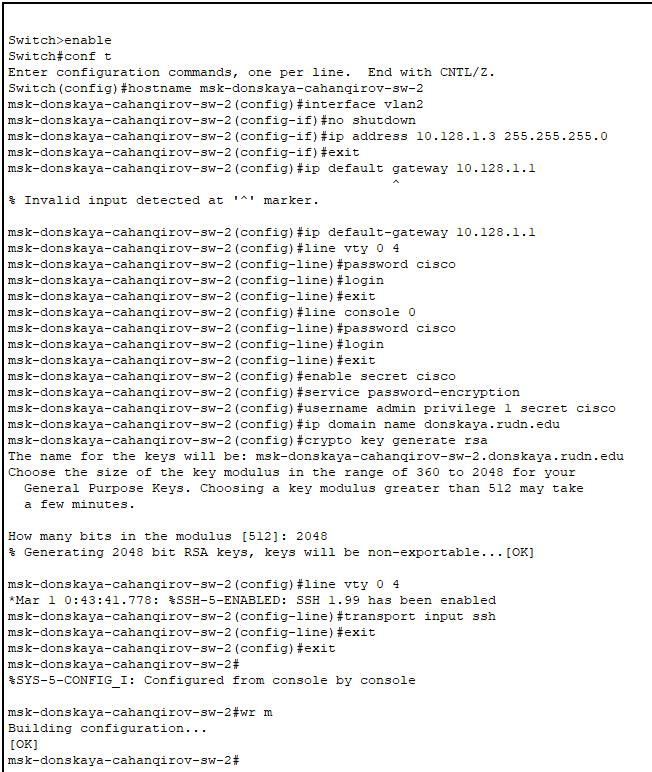 Switch>enable
Switch#conf t
Enter configuration commands, one per line.  End with CNTL/Z.
Switch(config)#hostname msk-donskaya-cahanqirov-sw-2
msk-donskaya-cahanqirov-sw-2(config)#interface vlan2
msk-donskaya-cahanqirov-sw-2(config-if)#no shutdown
msk-donskaya-cahanqirov-sw-2(config-if)#ip address 10.128.1.3 255.255.255.0
msk-donskaya-cahanqirov-sw-2(config-if)#exit
msk-donskaya-cahanqirov-sw-2(config)#ip default gateway 10.128.1.1
^
% Invalid input detected at '^' marker.
msk-donskaya-cahanqirov-sw-2(config)#ip default-gateway 10.128.1.1
msk-donskaya-cahanqirov-sw-2(config)#line vty 0 4
msk-donskaya-cahanqirov-sw-2(config-line)#password cisco
msk-donskaya-cahanqirov-sw-2(config-line)#login
msk-donskaya-cahanqirov-sw-2(config-line)#exit
msk-donskaya-cahanqirov-sw-2(config)#line console 0
msk-donskaya-cahanqirov-sw-2(config-line)#password cisco
msk-donskaya-cahanqirov-sw-2(config-line)#login
msk-donskaya-cahanqirov-sw-2(config-line)#exit
msk-donskaya-cahanqirov-sw-2(config)#enable secret cisco
msk-donskaya-cahanqirov-sw-2(config)#service password-encryption
msk-donskaya-cahanqirov-sw-2(config)#username admin privilege 1 secret cisco
msk-donskaya-cahanqirov-sw-2(config)#ip domain name donskaya.rudn.edu
msk-donskaya-cahanqirov-sw-2(config)#crypto key generate rsa
The name for the keys will be: msk-donskaya-cahanqirov-sw-2.donskaya.rudn.edu
Choose the size of the key modulus in the range of 360 to 2048 for your
General Purpose Keys. Choosing a key modulus greater than 512 may take
a few minutes.
How many bits in the modulus [512]: 2048
% Generating 2048 bit RSA keys, keys will be non-exportable...[OK]
msk-donskaya-cahanqirov-sw-2(config)#line vty 0 4
*Mar 1 0:43:41.778: %SSH-5-ENABLED: SSH 1.99 has been enabled
msk-donskaya-cahanqirov-sw-2(config-line)#transport input ssh
msk-donskaya-cahanqirov-sw-2(config-line)#exit
msk-donskaya-cahanqirov-sw-2(config)#exit
msk-donskaya-cahanqirov-sw-2#
%SYS-5-CONFIG_I: Configured from console by console
msk-donskaya-cahanqirov-sw-2#wr m
Building configuration...
[OK]
msk-donskaya-cahanqirov-sw-2#